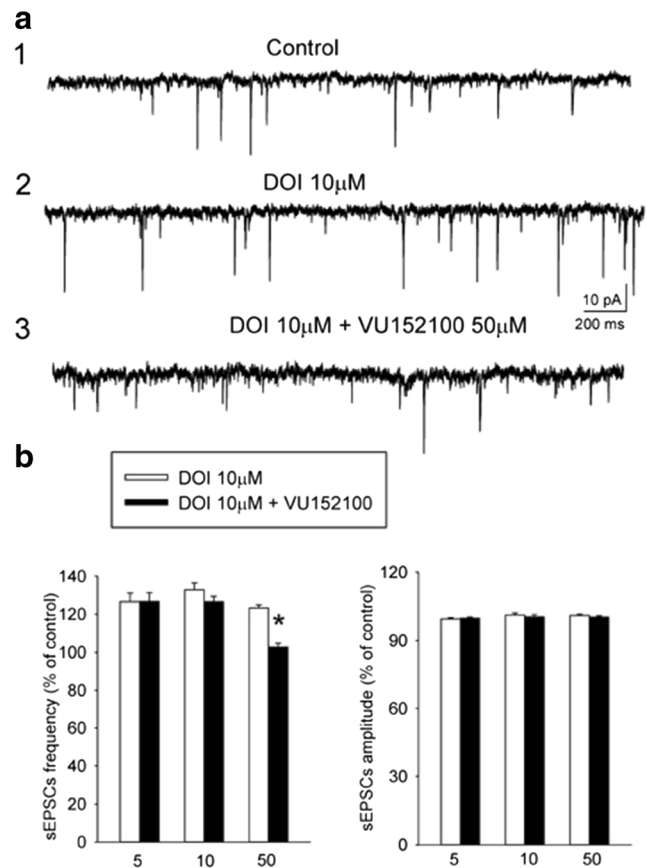 a
1
Control
2
DOI 10µM
10 pA
200 ms
3
DOI 10µM + VU152100 50µM
b
DOI 10µM
DOI 10µM + VU152100
sEPSCs frequency (% of control)
140
120
100
80
60
40
20
0
*
5 10 50
sEPSCs amplitude (% of control)
120
90
60
30
0
5 10 50